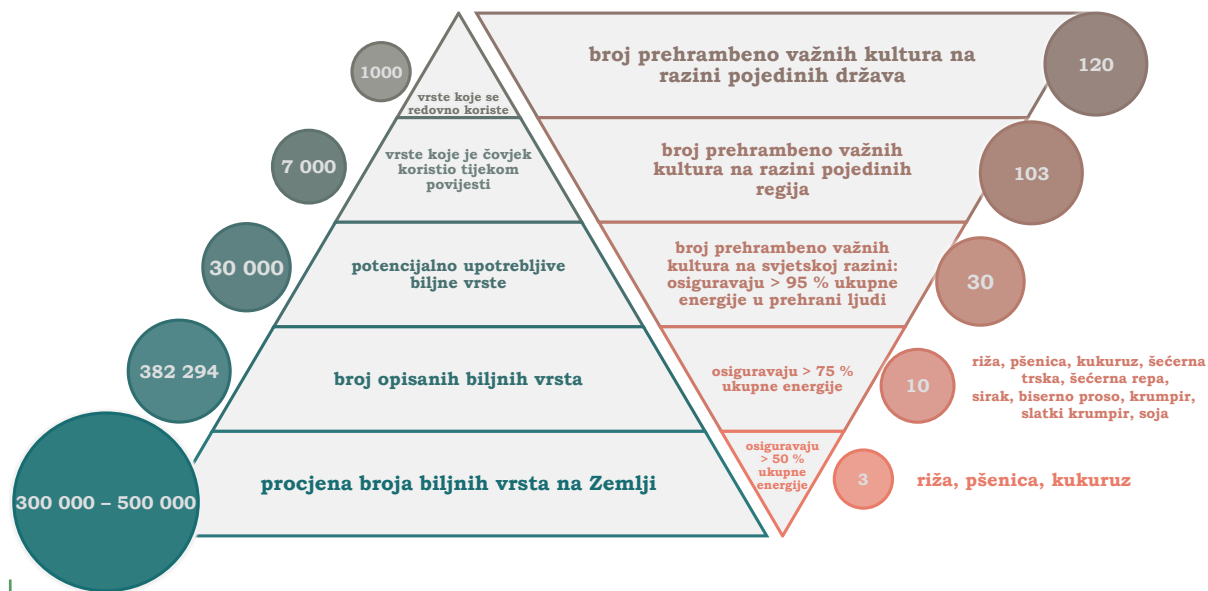 1000
vrste koje se
redovno koriste
7 000
vrste koje je čovjek
koristio tijekom
povijesti
30 000
potencijalno upotrebljive
biljne vrste
382 294
broj opisanih biljnih vrsta
300 000 – 500 000
procjena broja biljnih vrsta na Zemlji
broj prehrambeno važnih kultura na
razini pojedinih država
120
broj prehrambeno važnih
kultura na razini pojedinih
regija
103
broj prehrambeno važnih
kultura na svjetskoj razini:
osiguravaju > 95 % ukupne
energije u prehrani ljudi
30
osiguravaju > 75 %
ukupne energije
10
riža, pšenica, kukuruz, šećerna
trska, šećerna repa,
sirak, biserno proso, krumpir,
slatki krumpir, soja
osiguravaju
> 50 %
ukupne
energije
3
riža, pšenica, kukuruz